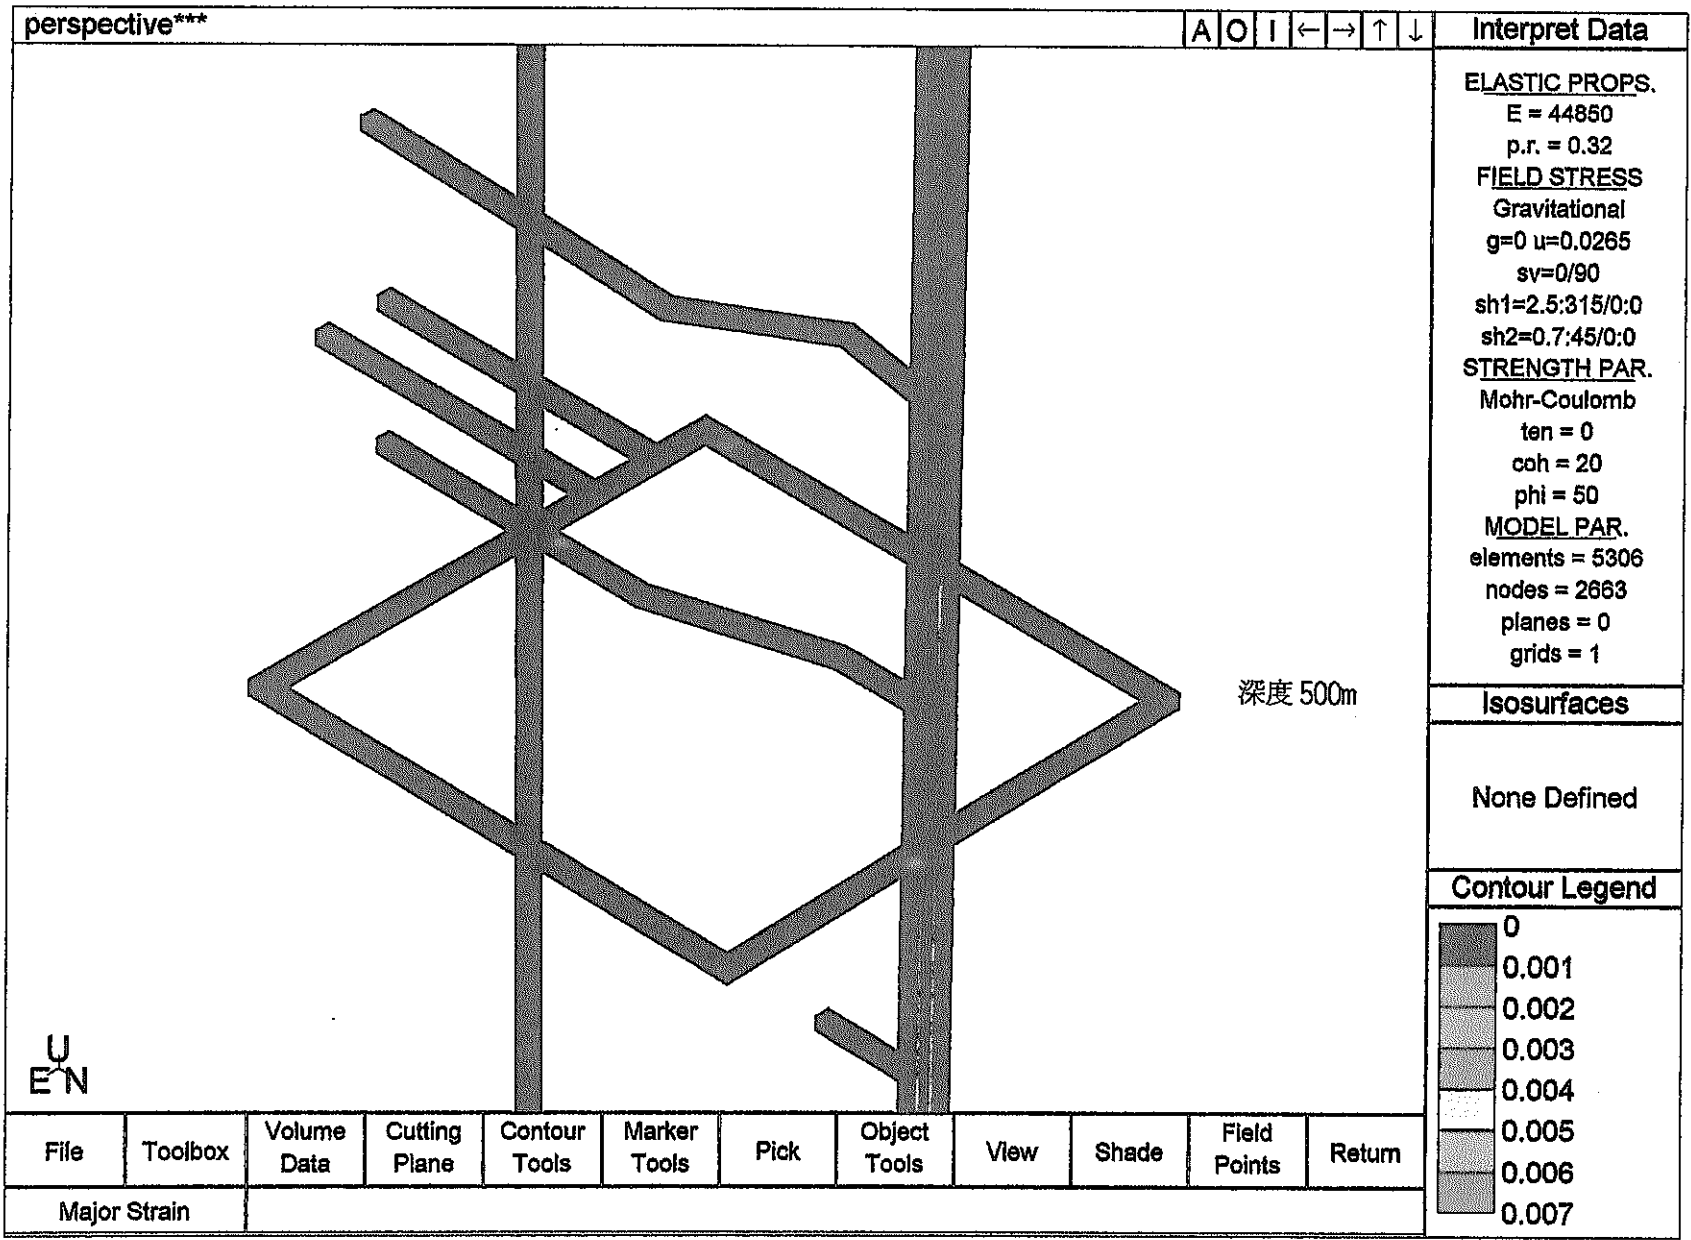 perspective***
A O I ← → ↑ ↓
Interpret Data
ELASTIC PROPS.
E = 44850
p.r. = 0.32
FIELD STRESS
Gravitational
g=0 u=0.0265
sv=0/90
sh1=2.5:315/0:0
sh2=0.7:45/0:0
STRENGTH PAR.
Mohr-Coulomb
ten = 0
coh = 20
phi = 50
MODEL PAR.
elements = 5306
nodes = 2663
planes = 0
grids = 1
深度 500m
Isosurfaces
None Defined
Contour Legend
0
0.001
0.002
0.003
0.004
0.005
0.006
0.007
U
E N
File
Toolbox
Volume
Data
Cutting
Plane
Contour
Tools
Marker
Tools
Pick
Object
Tools
View
Shade
Field
Points
Return
Major Strain